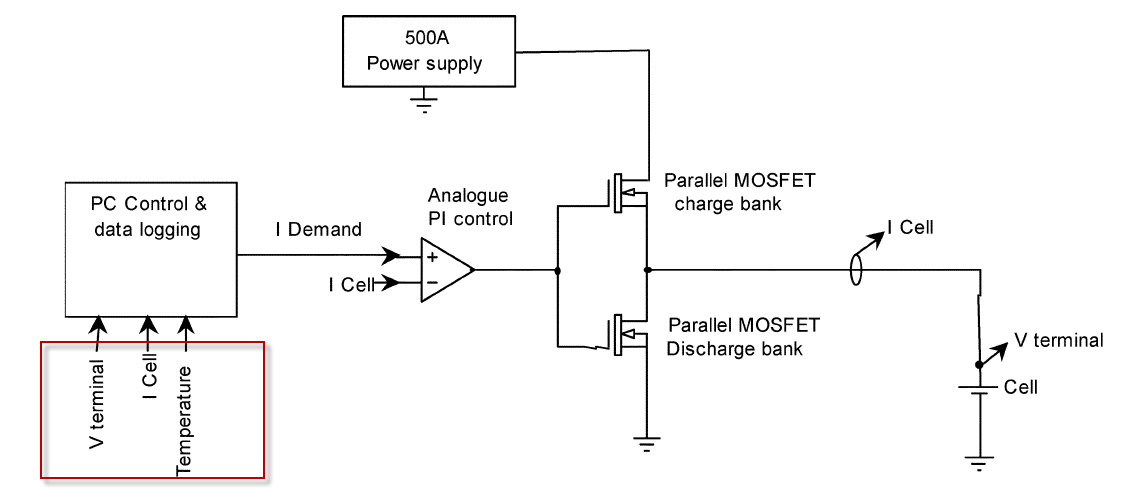 500A
Power supply
PC Control &
data logging
I Demand
Analogue
PI control
+
I Cell
−
Parallel MOSFET
charge bank
Parallel MOSFET
Discharge bank
I Cell
V terminal
Cell
V terminal
I Cell
Temperature